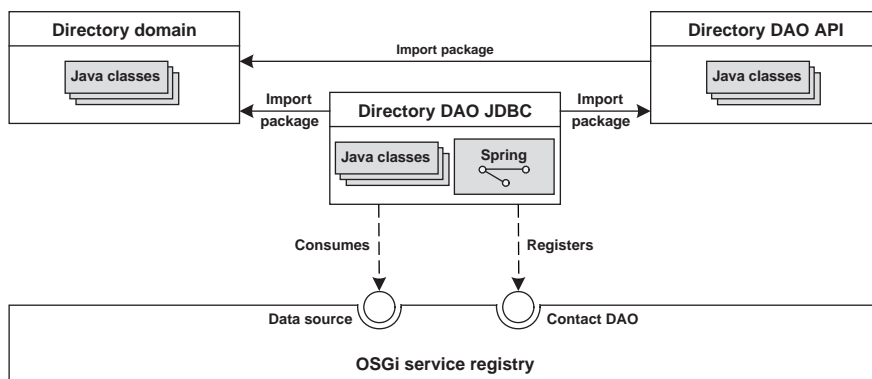 Directory domain
Java classes
Import package
Directory DAO API
Java classes
Import
package
Directory DAO JDBC
Java classes
Spring
Import
package
Consumes
Registers
Data source
Contact DAO
OSGi service registry